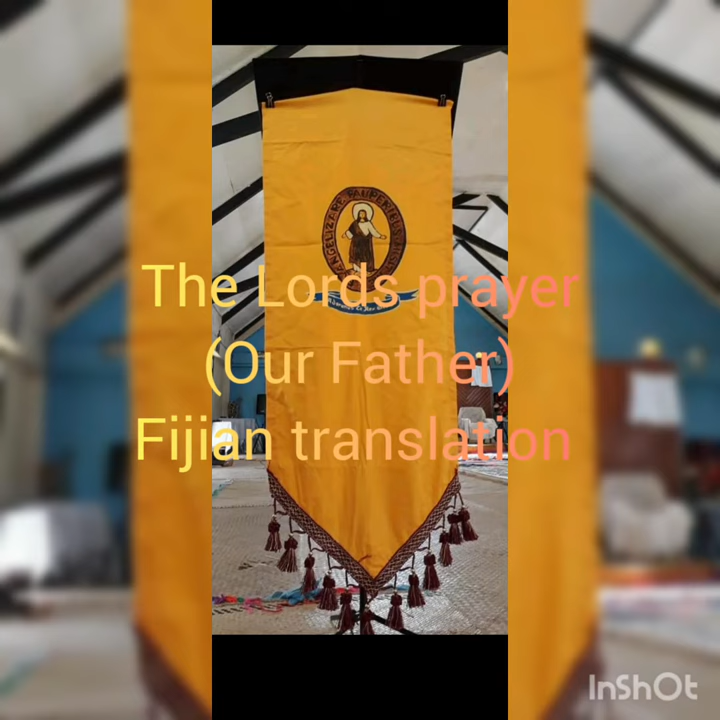 The Lords prayer
(Our Father)
Fijian translation
InShOt